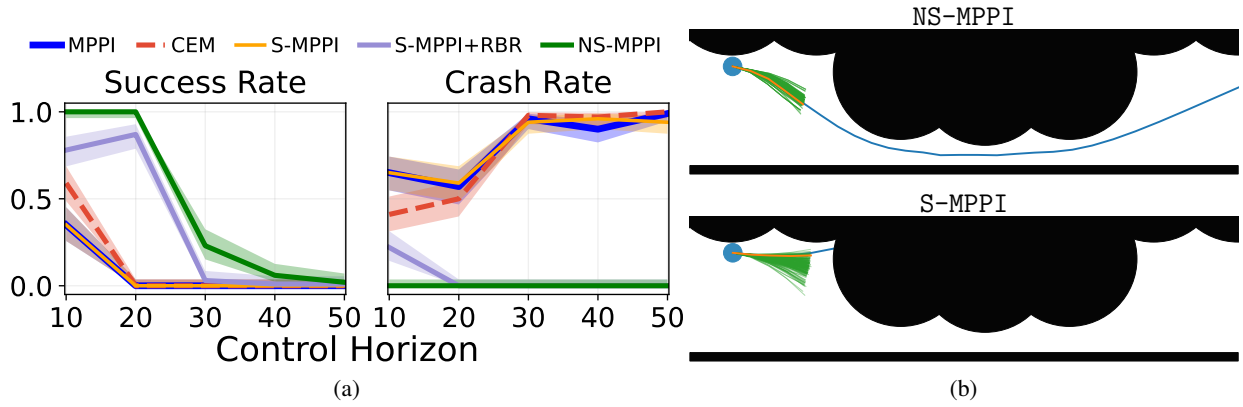 MPPI CEM S-MPPI S-MPPI+RBR NS-MPPI
Success Rate Crash Rate
1.0
0.5
0.0
10 20 30 40 50 10 20 30 40 50
Control Horizon
(a)
NS-MPPI
S-MPPI
(b)